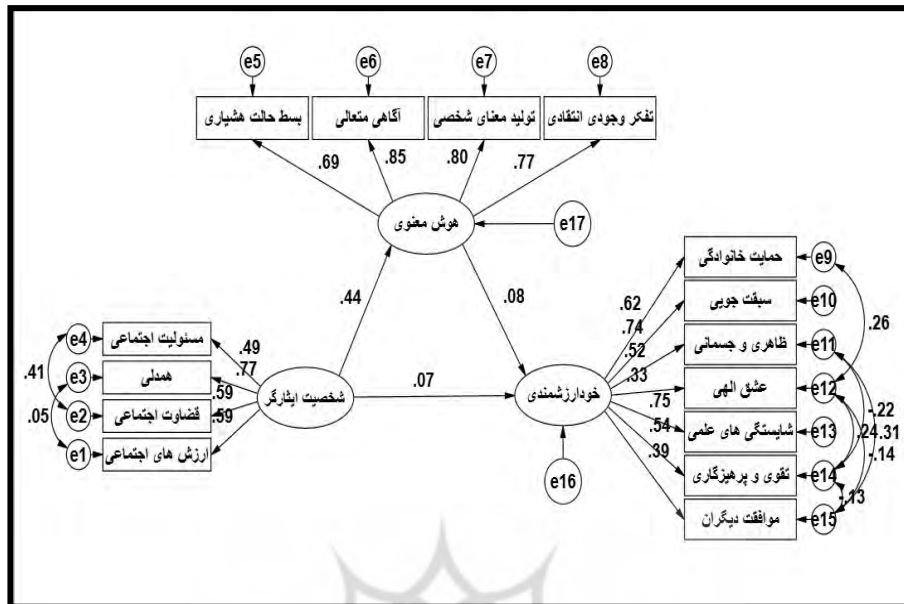 e5
e6
e7
e8
بسط حالت هشیاری
آگاهی متعالی
تولید معنای شخصی
تفکر وجودی انتقادی
.69
.85
.80
.77
هوش معنوی
e17
.44
.08
.07
شخصیت ایثارگر
خودارزشمندی
e16
e4
مسئولیت اجتماعی
.49
e3
همدلی
.77
e2
قضاوت اجتماعی
.59
e1
ارزش های اجتماعی
.59
.41
.05
حمایت خانوادگی
e9
.62
سبقت جویی
e10
.74
ظاهری و جسمانی
e11
.52
عشق الهی
e12
.33
شایستگی های علمی
e13
.75
تقوی و پرهیزگاری
e14
.54
موافقت دیگران
e15
.39
.26
-.22
.24
.31
-.14
-.13